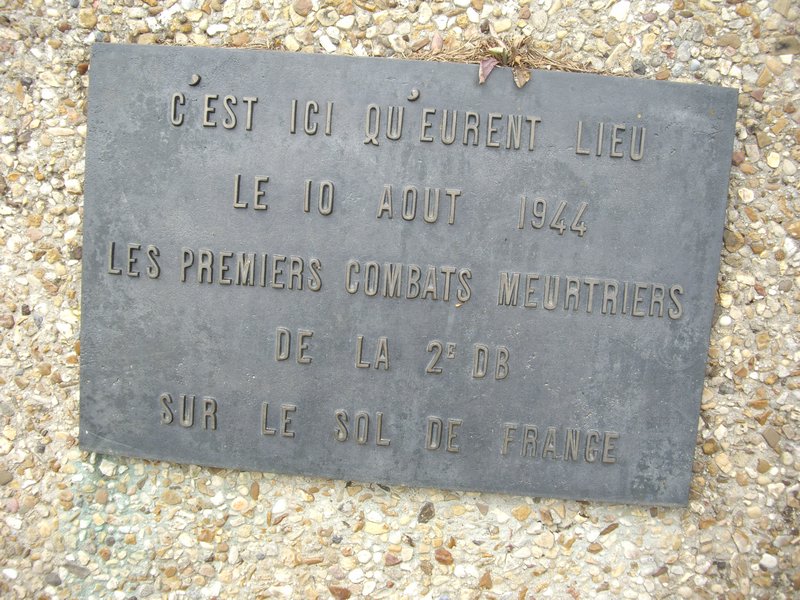 C'EST ICI QU'EURENT LIEU
LE 10 AOUT 1944
LES PREMIERS COMBATS MEURTRIERS
DE LA 2E DB
SUR LE SOL DE FRANCE